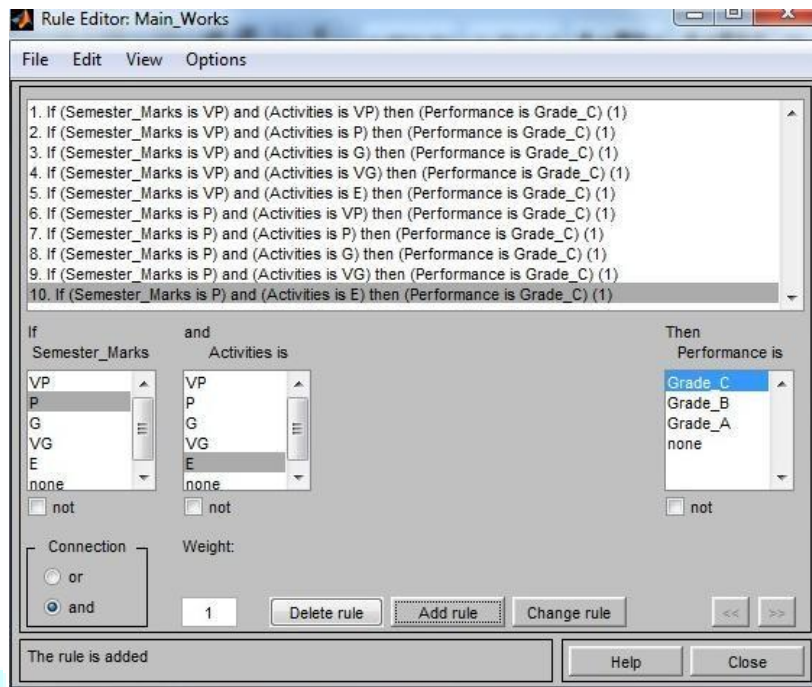 Rule Editor: Main_Works
File Edit View Options
1. If (Semester_Marks is VP) and (Activities is VP) then (Performance is Grade_C) (1)
2. If (Semester_Marks is VP) and (Activities is P) then (Performance is Grade_C) (1)
3. If (Semester_Marks is VP) and (Activities is G) then (Performance is Grade_C) (1)
4. If (Semester_Marks is VP) and (Activities is VG) then (Performance is Grade_C) (1)
5. If (Semester_Marks is VP) and (Activities is E) then (Performance is Grade_C) (1)
6. If (Semester_Marks is P) and (Activities is VP) then (Performance is Grade_C) (1)
7. If (Semester_Marks is P) and (Activities is P) then (Performance is Grade_C) (1)
8. If (Semester_Marks is P) and (Activities is G) then (Performance is Grade_C) (1)
9. If (Semester_Marks is P) and (Activities is VG) then (Performance is Grade_C) (1)
10. If (Semester_Marks is P) and (Activities is E) then (Performance is Grade_C) (1)
If
Semester_Marks
VP
P
G
VG
E
none
not
and
Activities is
VP
P
G
VG
E
none
not
Then
Performance is
Grade_C
Grade_B
Grade_A
none
not
Connection
or
and
Weight:
1
Delete rule
Add rule
Change rule
<<
>>
The rule is added
Help
Close